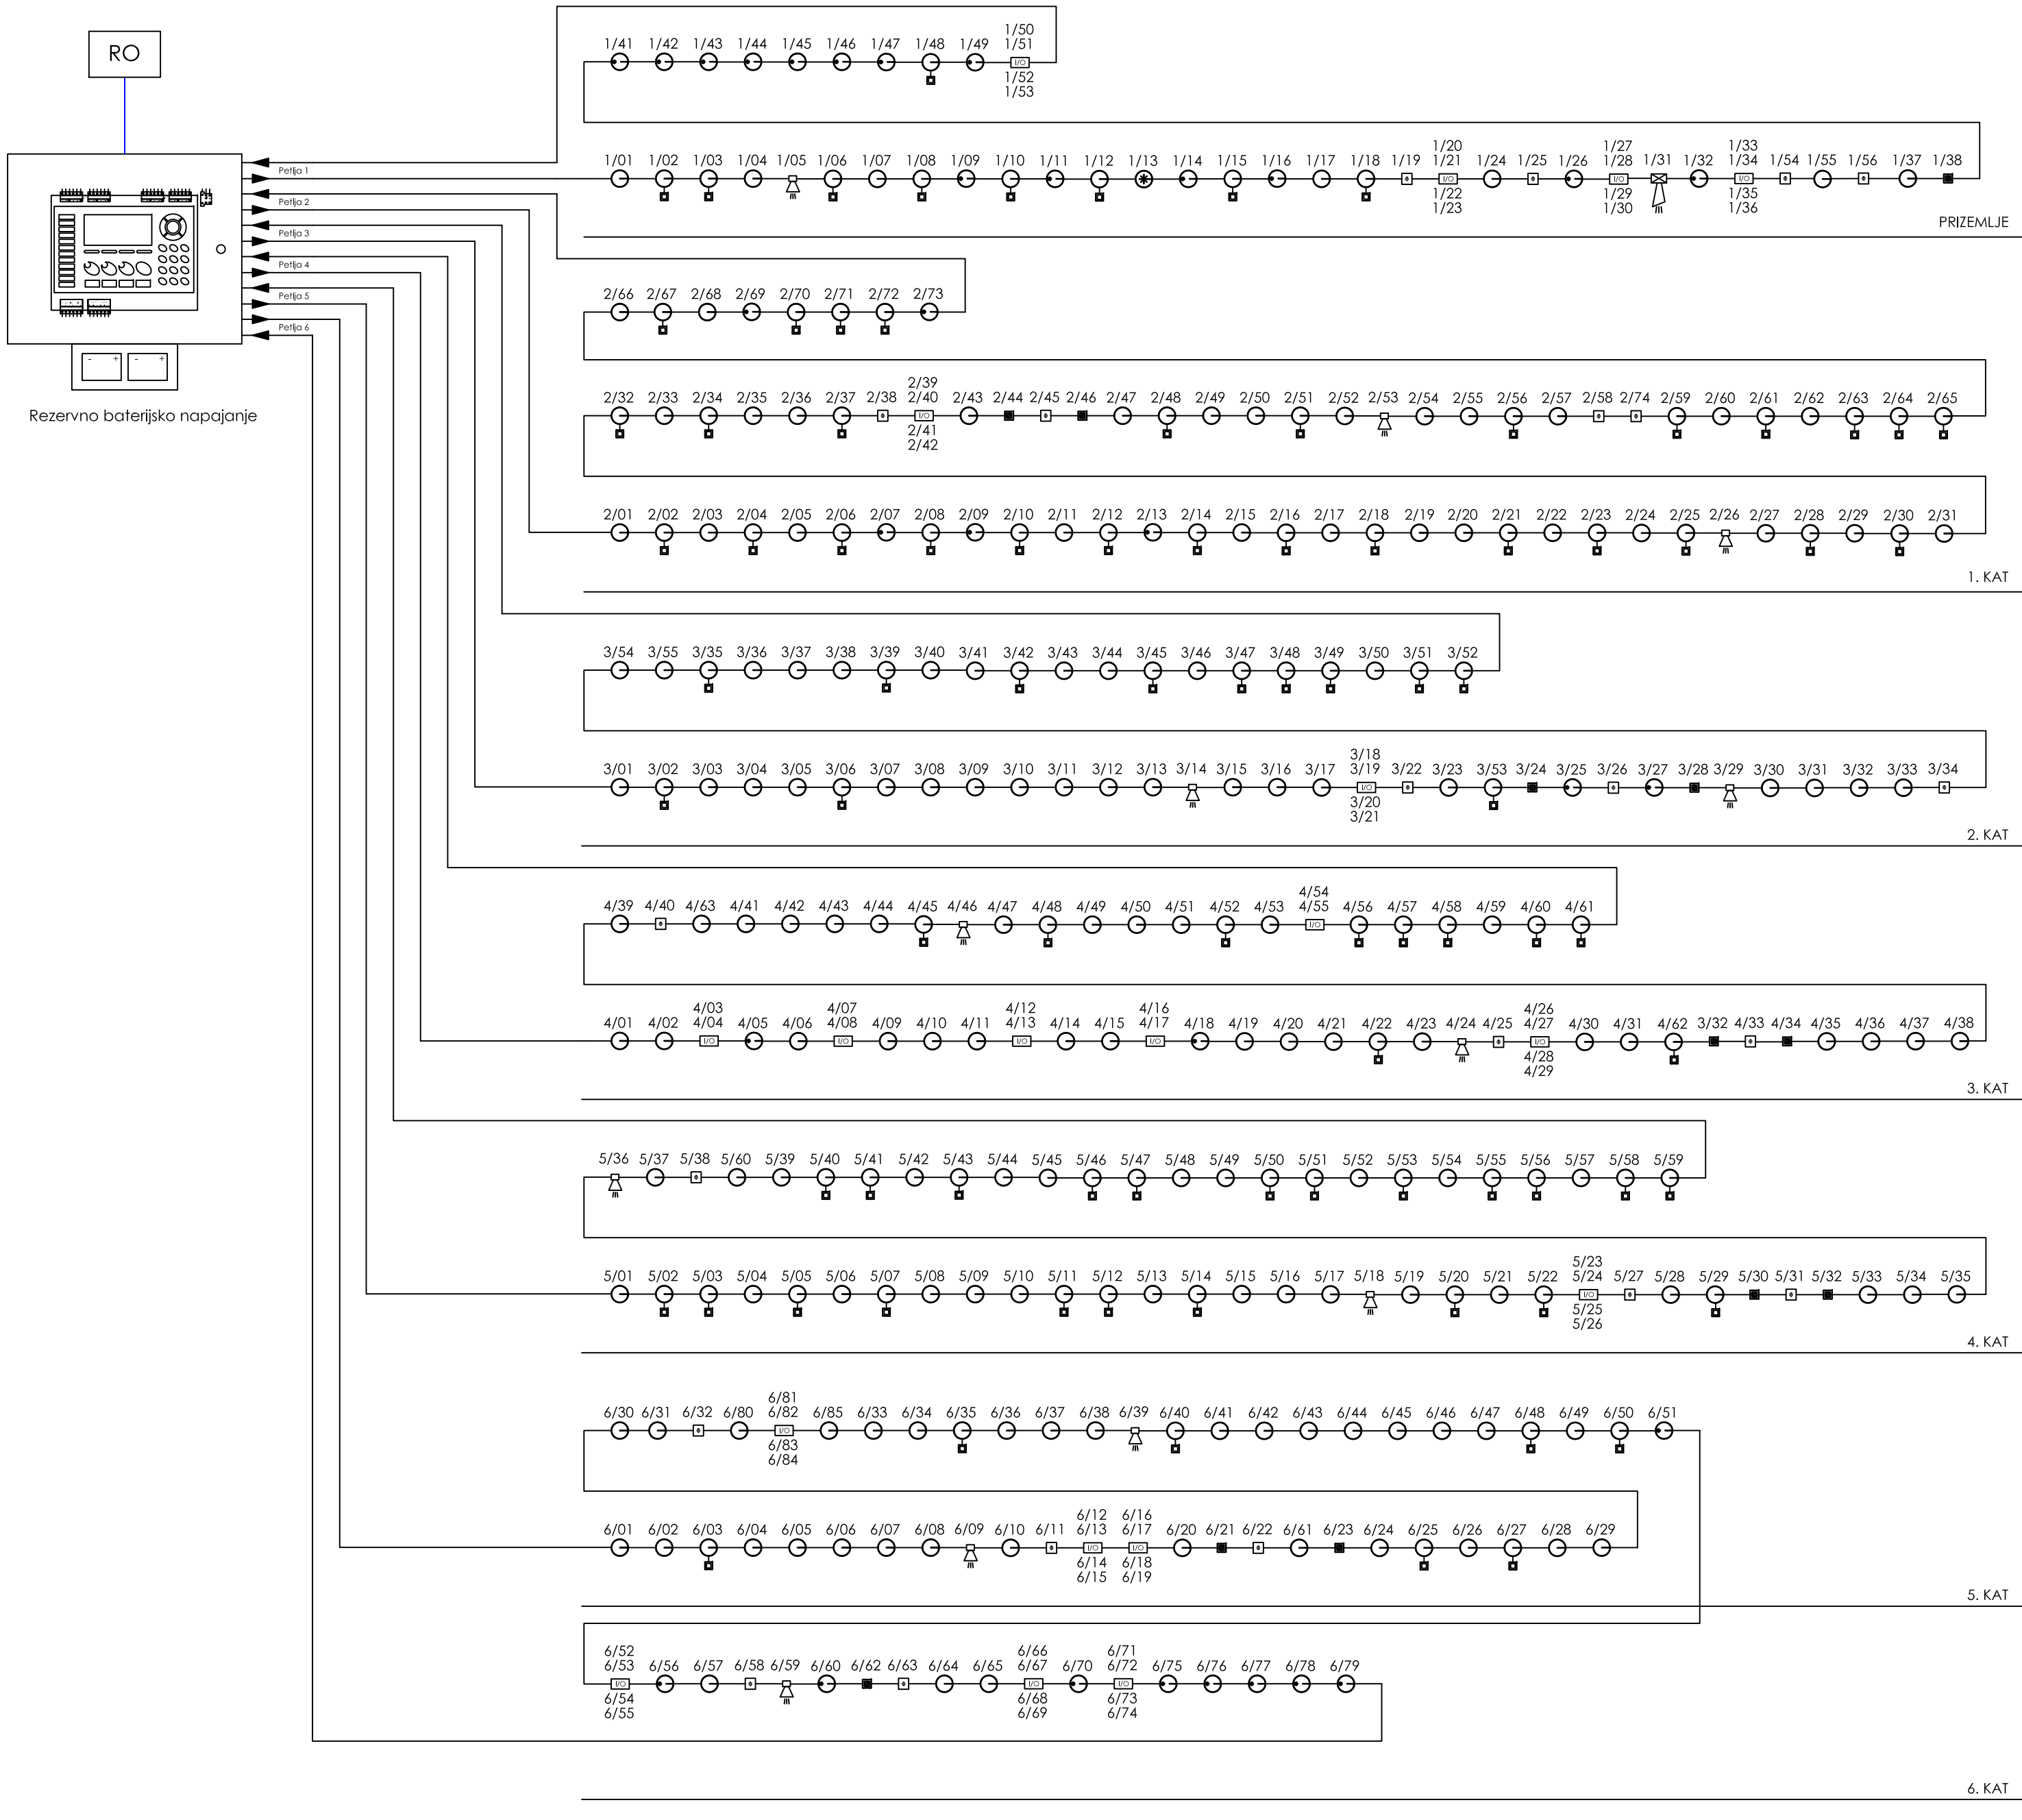 RO
Petlja 1
Petlja 2
Petlja 3
Petlja 4
Petlja 5
Petlja 6
- + - +
Rezervno baterijsko napajanje
1/50
1/41 1/42 1/43 1/44 1/45 1/46 1/47 1/48 1/49 1/51
I/O
1/52
1/53
1/20 1/27 1/33
1/01 1/02 1/03 1/04 1/05 1/06 1/07 1/08 1/09 1/10 1/11 1/12 1/13 1/14 1/15 1/16 1/17 1/18 1/19 1/21 1/24 1/25 1/26 1/28 1/31 1/32 1/34 1/54 1/55 1/56 1/37 1/38
I/O I/O I/O
1/22 1/29 1/35
1/23 1/30 1/36
PRIZEMLJE
2/66 2/67 2/68 2/69 2/70 2/71 2/72 2/73
2/39
2/32 2/33 2/34 2/35 2/36 2/37 2/38 2/40 2/43 2/44 2/45 2/46 2/47 2/48 2/49 2/50 2/51 2/52 2/53 2/54 2/55 2/56 2/57 2/58 2/74 2/59 2/60 2/61 2/62 2/63 2/64 2/65
I/O
2/41
2/42
2/01 2/02 2/03 2/04 2/05 2/06 2/07 2/08 2/09 2/10 2/11 2/12 2/13 2/14 2/15 2/16 2/17 2/18 2/19 2/20 2/21 2/22 2/23 2/24 2/25 2/26 2/27 2/28 2/29 2/30 2/31
1. KAT
3/54 3/55 3/35 3/36 3/37 3/38 3/39 3/40 3/41 3/42 3/43 3/44 3/45 3/46 3/47 3/48 3/49 3/50 3/51 3/52
3/18
3/01 3/02 3/03 3/04 3/05 3/06 3/07 3/08 3/09 3/10 3/11 3/12 3/13 3/14 3/15 3/16 3/17 3/19 3/22 3/23 3/53 3/24 3/25 3/26 3/27 3/28 3/29 3/30 3/31 3/32 3/33 3/34
I/O
3/20
3/21
2. KAT
4/54
4/39 4/40 4/63 4/41 4/42 4/43 4/44 4/45 4/46 4/47 4/48 4/49 4/50 4/51 4/52 4/53 4/55 4/56 4/57 4/58 4/59 4/60 4/61
I/O
4/03 4/07 4/12 4/16 4/26
4/01 4/02 4/04 4/05 4/06 4/08 4/09 4/10 4/11 4/13 4/14 4/15 4/17 4/18 4/19 4/20 4/21 4/22 4/23 4/24 4/25 4/27 4/30 4/31 4/62 3/32 4/33 4/34 4/35 4/36 4/37 4/38
I/O I/O I/O I/O I/O
4/28
4/29
3. KAT
5/36 5/37 5/38 5/60 5/39 5/40 5/41 5/42 5/43 5/44 5/45 5/46 5/47 5/48 5/49 5/50 5/51 5/52 5/53 5/54 5/55 5/56 5/57 5/58 5/59
5/23
5/01 5/02 5/03 5/04 5/05 5/06 5/07 5/08 5/09 5/10 5/11 5/12 5/13 5/14 5/15 5/16 5/17 5/18 5/19 5/20 5/21 5/22 5/24 5/27 5/28 5/29 5/30 5/31 5/32 5/33 5/34 5/35
I/O
5/25
5/26
4. KAT
6/81
6/30 6/31 6/32 6/80 6/82 6/85 6/33 6/34 6/35 6/36 6/37 6/38 6/39 6/40 6/41 6/42 6/43 6/44 6/45 6/46 6/47 6/48 6/49 6/50 6/51
I/O
6/83
6/84
6/12 6/16
6/01 6/02 6/03 6/04 6/05 6/06 6/07 6/08 6/09 6/10 6/11 6/13 6/17 6/20 6/21 6/22 6/61 6/23 6/24 6/25 6/26 6/27 6/28 6/29
I/O I/O
6/14 6/18
6/15 6/19
5. KAT
6/52 6/66 6/71
6/53 6/56 6/57 6/58 6/59 6/60 6/62 6/63 6/64 6/65 6/67 6/70 6/72 6/75 6/76 6/77 6/78 6/79
I/O I/O I/O
6/54 6/68 6/73
6/55 6/69 6/74
6. KAT